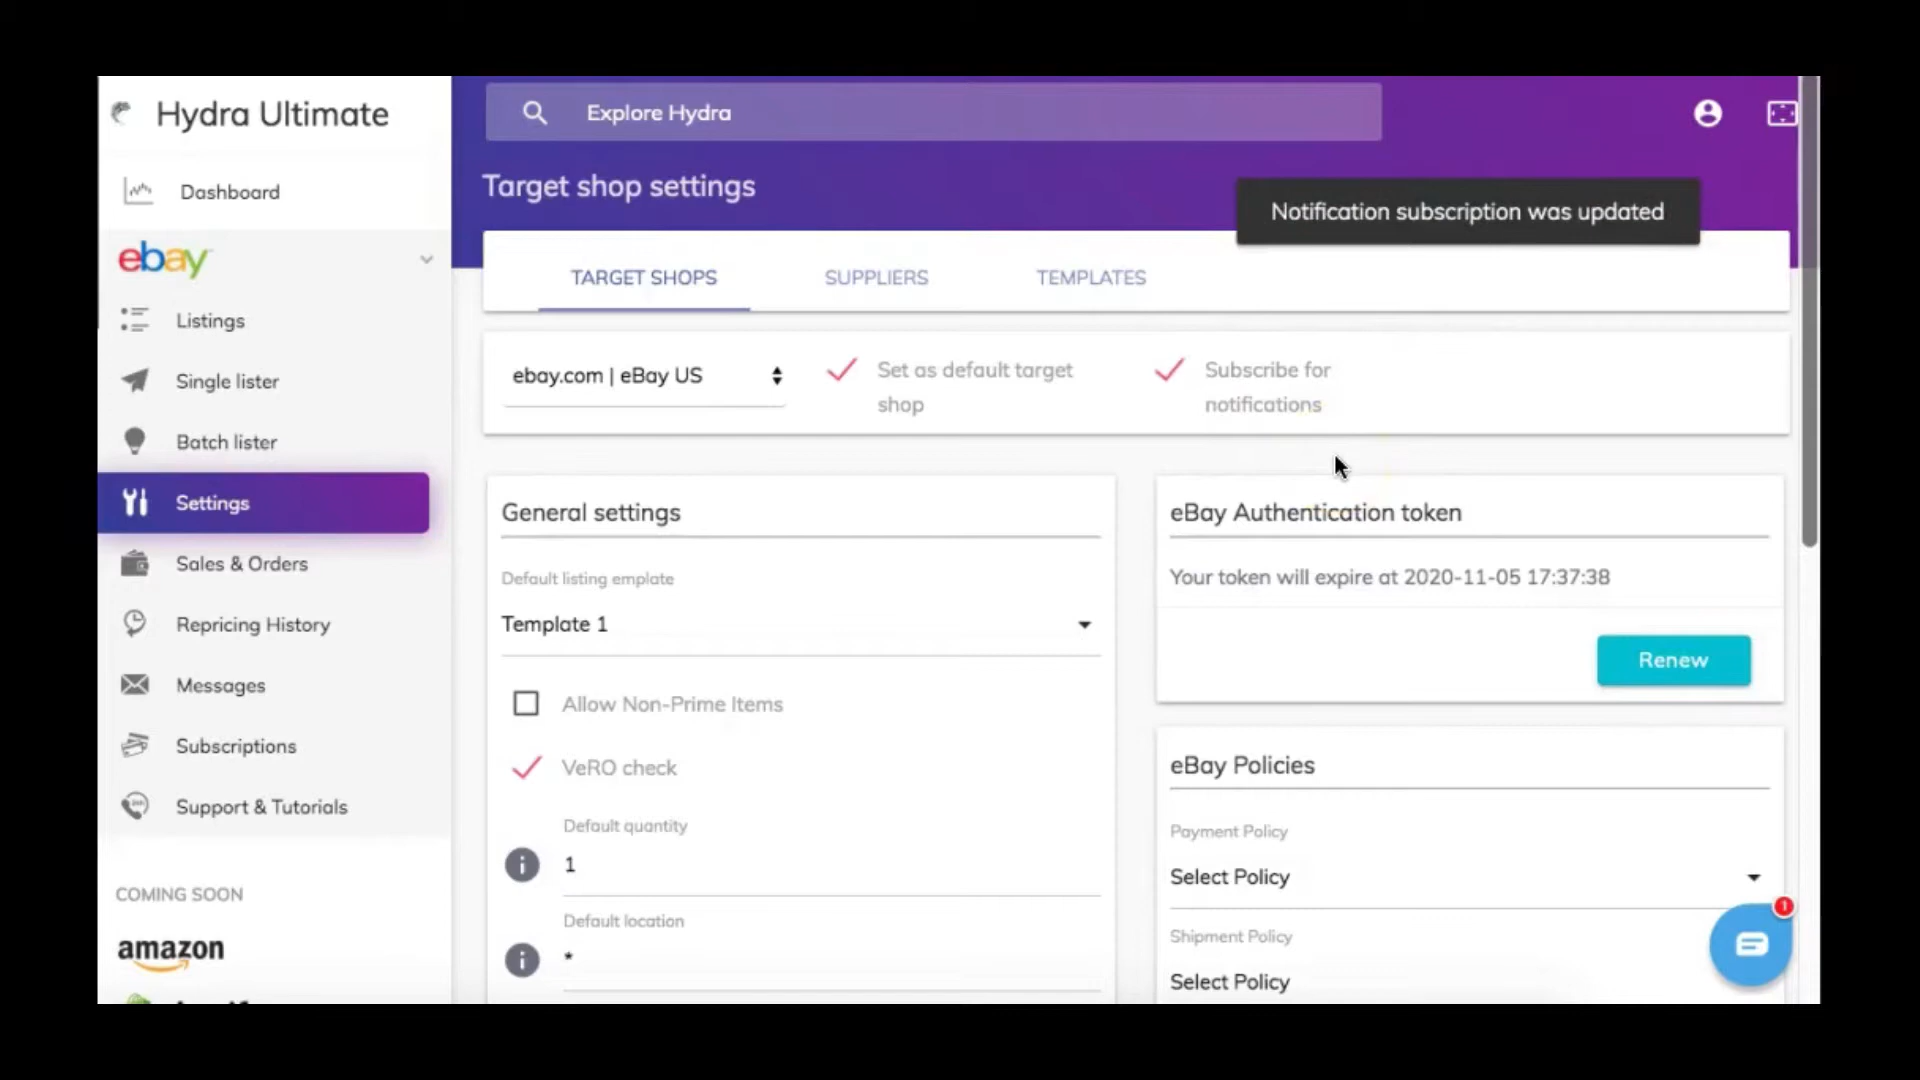 Hydra Ultimate
Explore Hydra
Dashboard
Target shop settings
Notification subscription was updated
ebay
TARGET SHOPS
SUPPLIERS
TEMPLATES
Listings
Single lister
Batch lister
Settings
Sales & Orders
Repricing History
Messages
Subscriptions
Support & Tutorials
COMING SOON
amazon
ebay.com | eBay US
Set as default target
shop
Subscribe for
notifications
General settings
Default listing emplate
Template 1
Allow Non-Prime Items
VeRO check
Default quantity
1
Default location
*
eBay Authentication token
Your token will expire at 2020-11-05 17:37:38
Renew
eBay Policies
Payment Policy
Select Policy
Shipment Policy
Select Policy
1